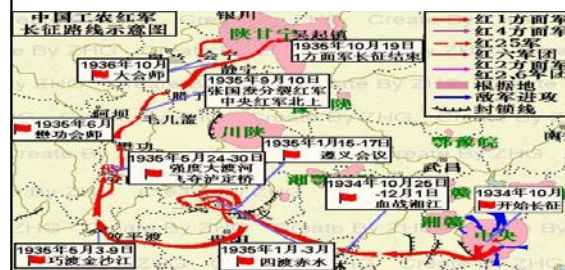 中国工农红军
长征路线示意图
银川
陕甘宁
吴起镇
1935年10月19日
1方面军长征结束
红1方面军
红4方面军
红25军
红六军团
红2方面军
红2,6军团
根据地
敌军进攻
封锁线
1936年10月
大会师
会宁
静宁
1935年9月10日
张国焘分裂红军
中央红军北上
腊子
陕
阿坝
毛儿盖
1935年6月
懋功会师
懋功
川陕
1935年1月15-17日
遵义会议
鄂豫皖
武昌
南
1935年5月24-30日
强度大渡河
飞夺泸定桥
湘鄂
1934年10月25日
-12月1日
血战湘江
湘赣
1934年10月
开始长征
中央
皎平渡
1935年5月3-9日
巧渡金沙江
1935年1月-3月
四渡赤水